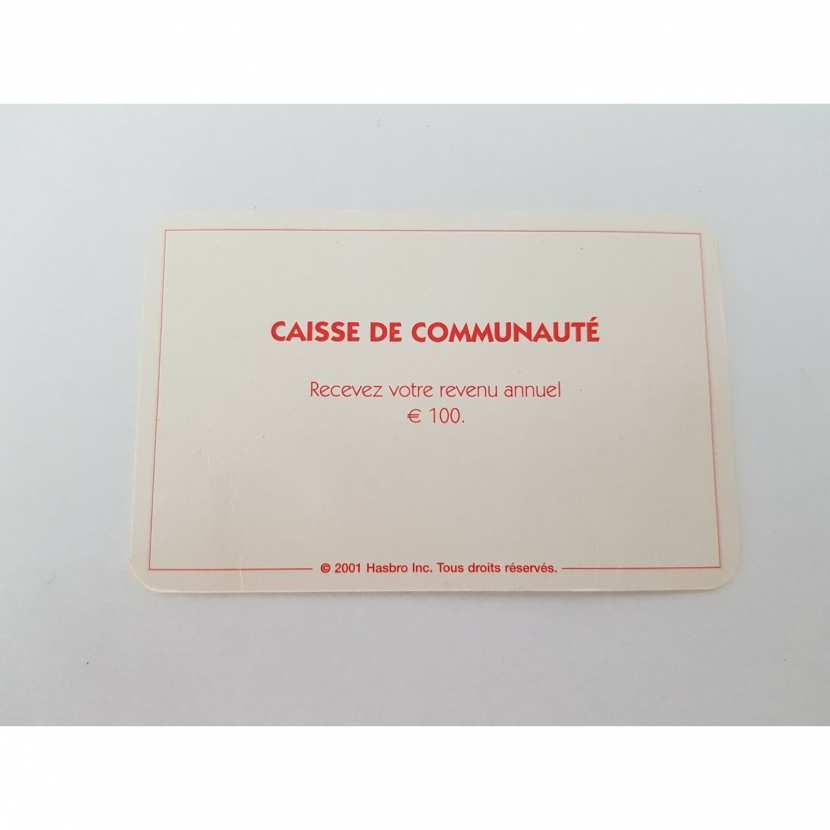 CAISSE DE COMMUNAUTÉ
Recevez votre revenu annuel
€ 100.
© 2001 Hasbro Inc. Tous droits réservés.